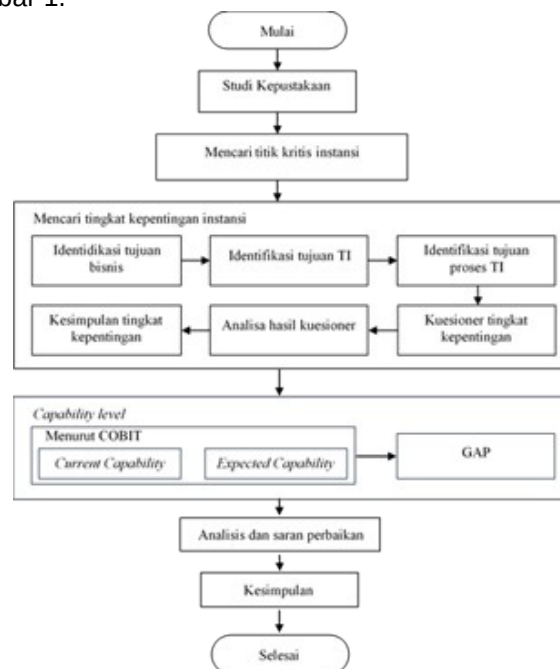 bar 1.
Mulai
Studi Kepustakaan
Mencari titik kritis instansi
Mencari tingkat kepentingan instansi
Identidikasi tujuan
bisnis
Identifikasi tujuan TI
Identifikasi tujuan
proses TI
Kuesioner tingkat
kepentingan
Analisa hasil kuesioner
Kesimpulan tingkat
kepentingan
Capability level
Menurut COBIT
Current Capability
Expected Capability
GAP
Analisis dan saran perbaikan
Kesimpulan
Selesai